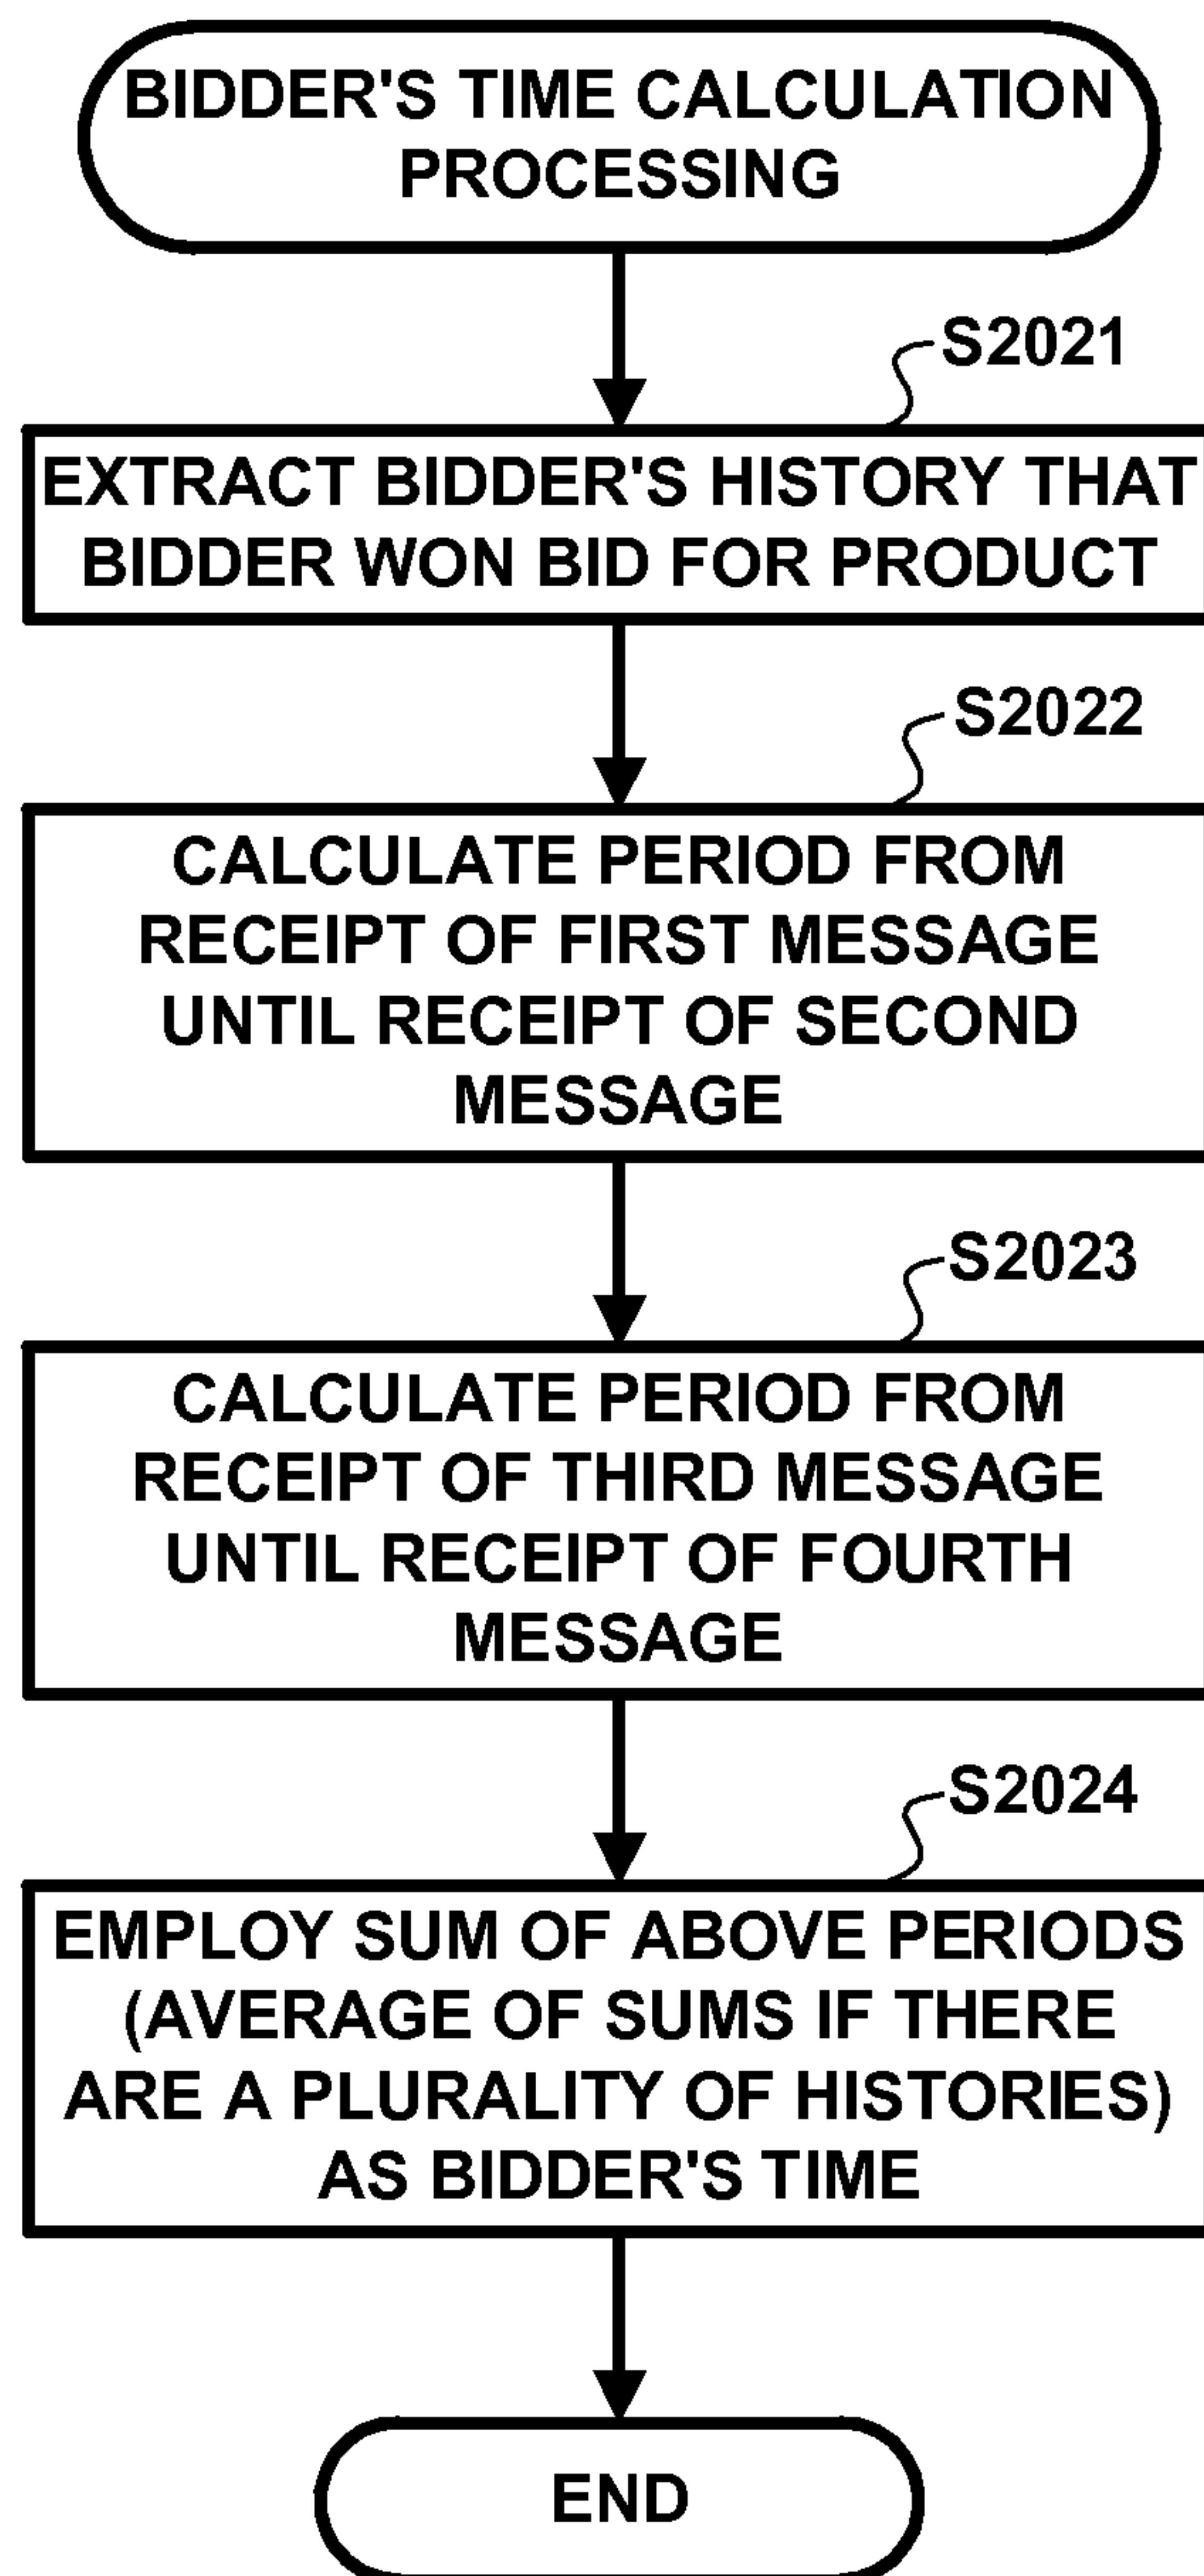 BIDDER'S TIME CALCULATION
PROCESSING
S2021
EXTRACT BIDDER'S HISTORY THAT
BIDDER WON BID FOR PRODUCT
S2022
CALCULATE PERIOD FROM
RECEIPT OF FIRST MESSAGE
UNTIL RECEIPT OF SECOND
MESSAGE
S2023
CALCULATE PERIOD FROM
RECEIPT OF THIRD MESSAGE
UNTIL RECEIPT OF FOURTH
MESSAGE
S2024
EMPLOY SUM OF ABOVE PERIODS
(AVERAGE OF SUMS IF THERE
ARE A PLURALITY OF HISTORIES)
AS BIDDER'S TIME
END